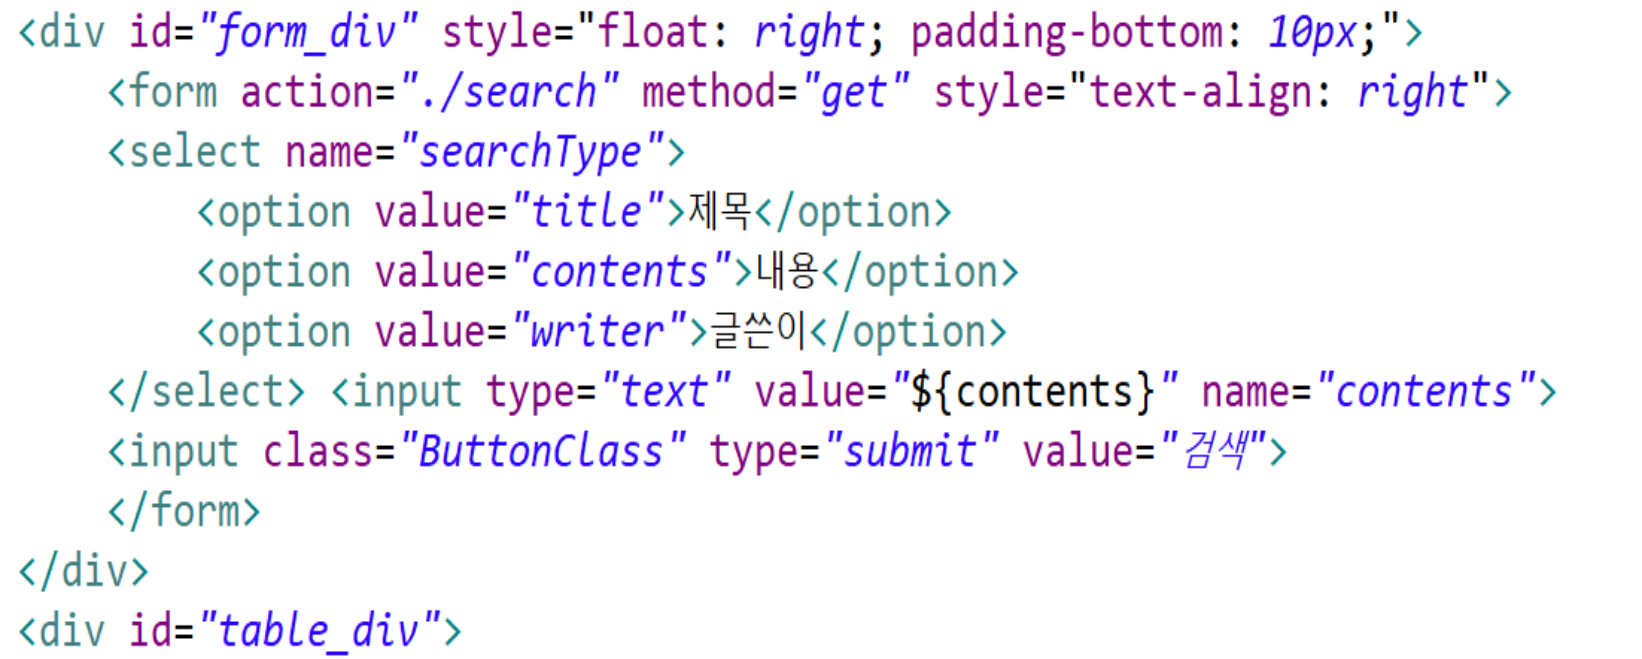 <div id="form_div" style="float: right; padding-bottom: 10px;">
<form action="./search" method="get" style="text-align: right">
<select name="searchType">
<option value="title">제목</option>
<option value="contents">내용</option>
<option value="writer">글쓴이</option>
</select> <input type="text" value="${contents}" name="contents">
<input class="ButtonClass" type="submit" value="검색">
</form>
</div>
<div id="table_div">